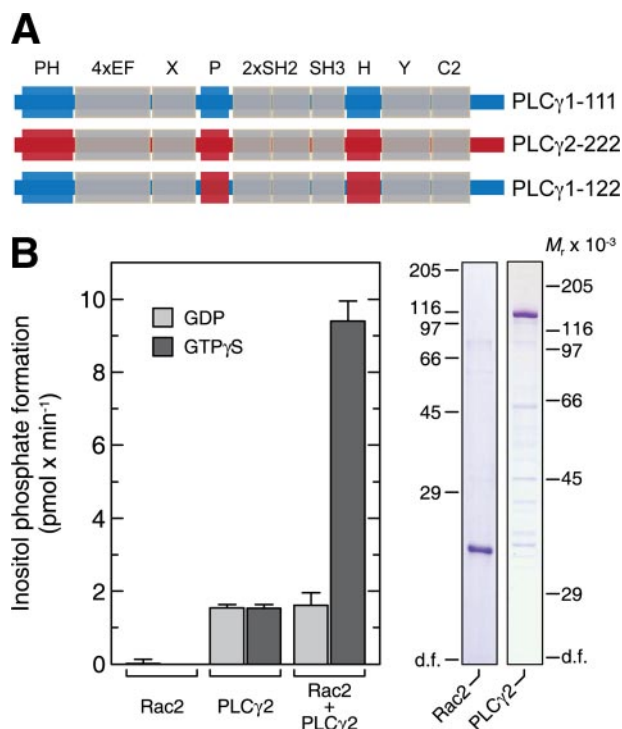 A
PH 4xEF X P 2xSH2 SH3 H Y C2
PLCγ1-111
PLCγ2-222
PLCγ1-122
B
Inositol phosphate formation
(pmol x min⁻¹)
10
8
6
4
2
0
GDP
GTPγS
Rac2
PLCγ2
Rac2
+
PLCγ2
205
116
97
66
45
29
d.f.
Mr x 10⁻³
205
116
97
66
45
29
d.f.
Rac2
PLCγ2